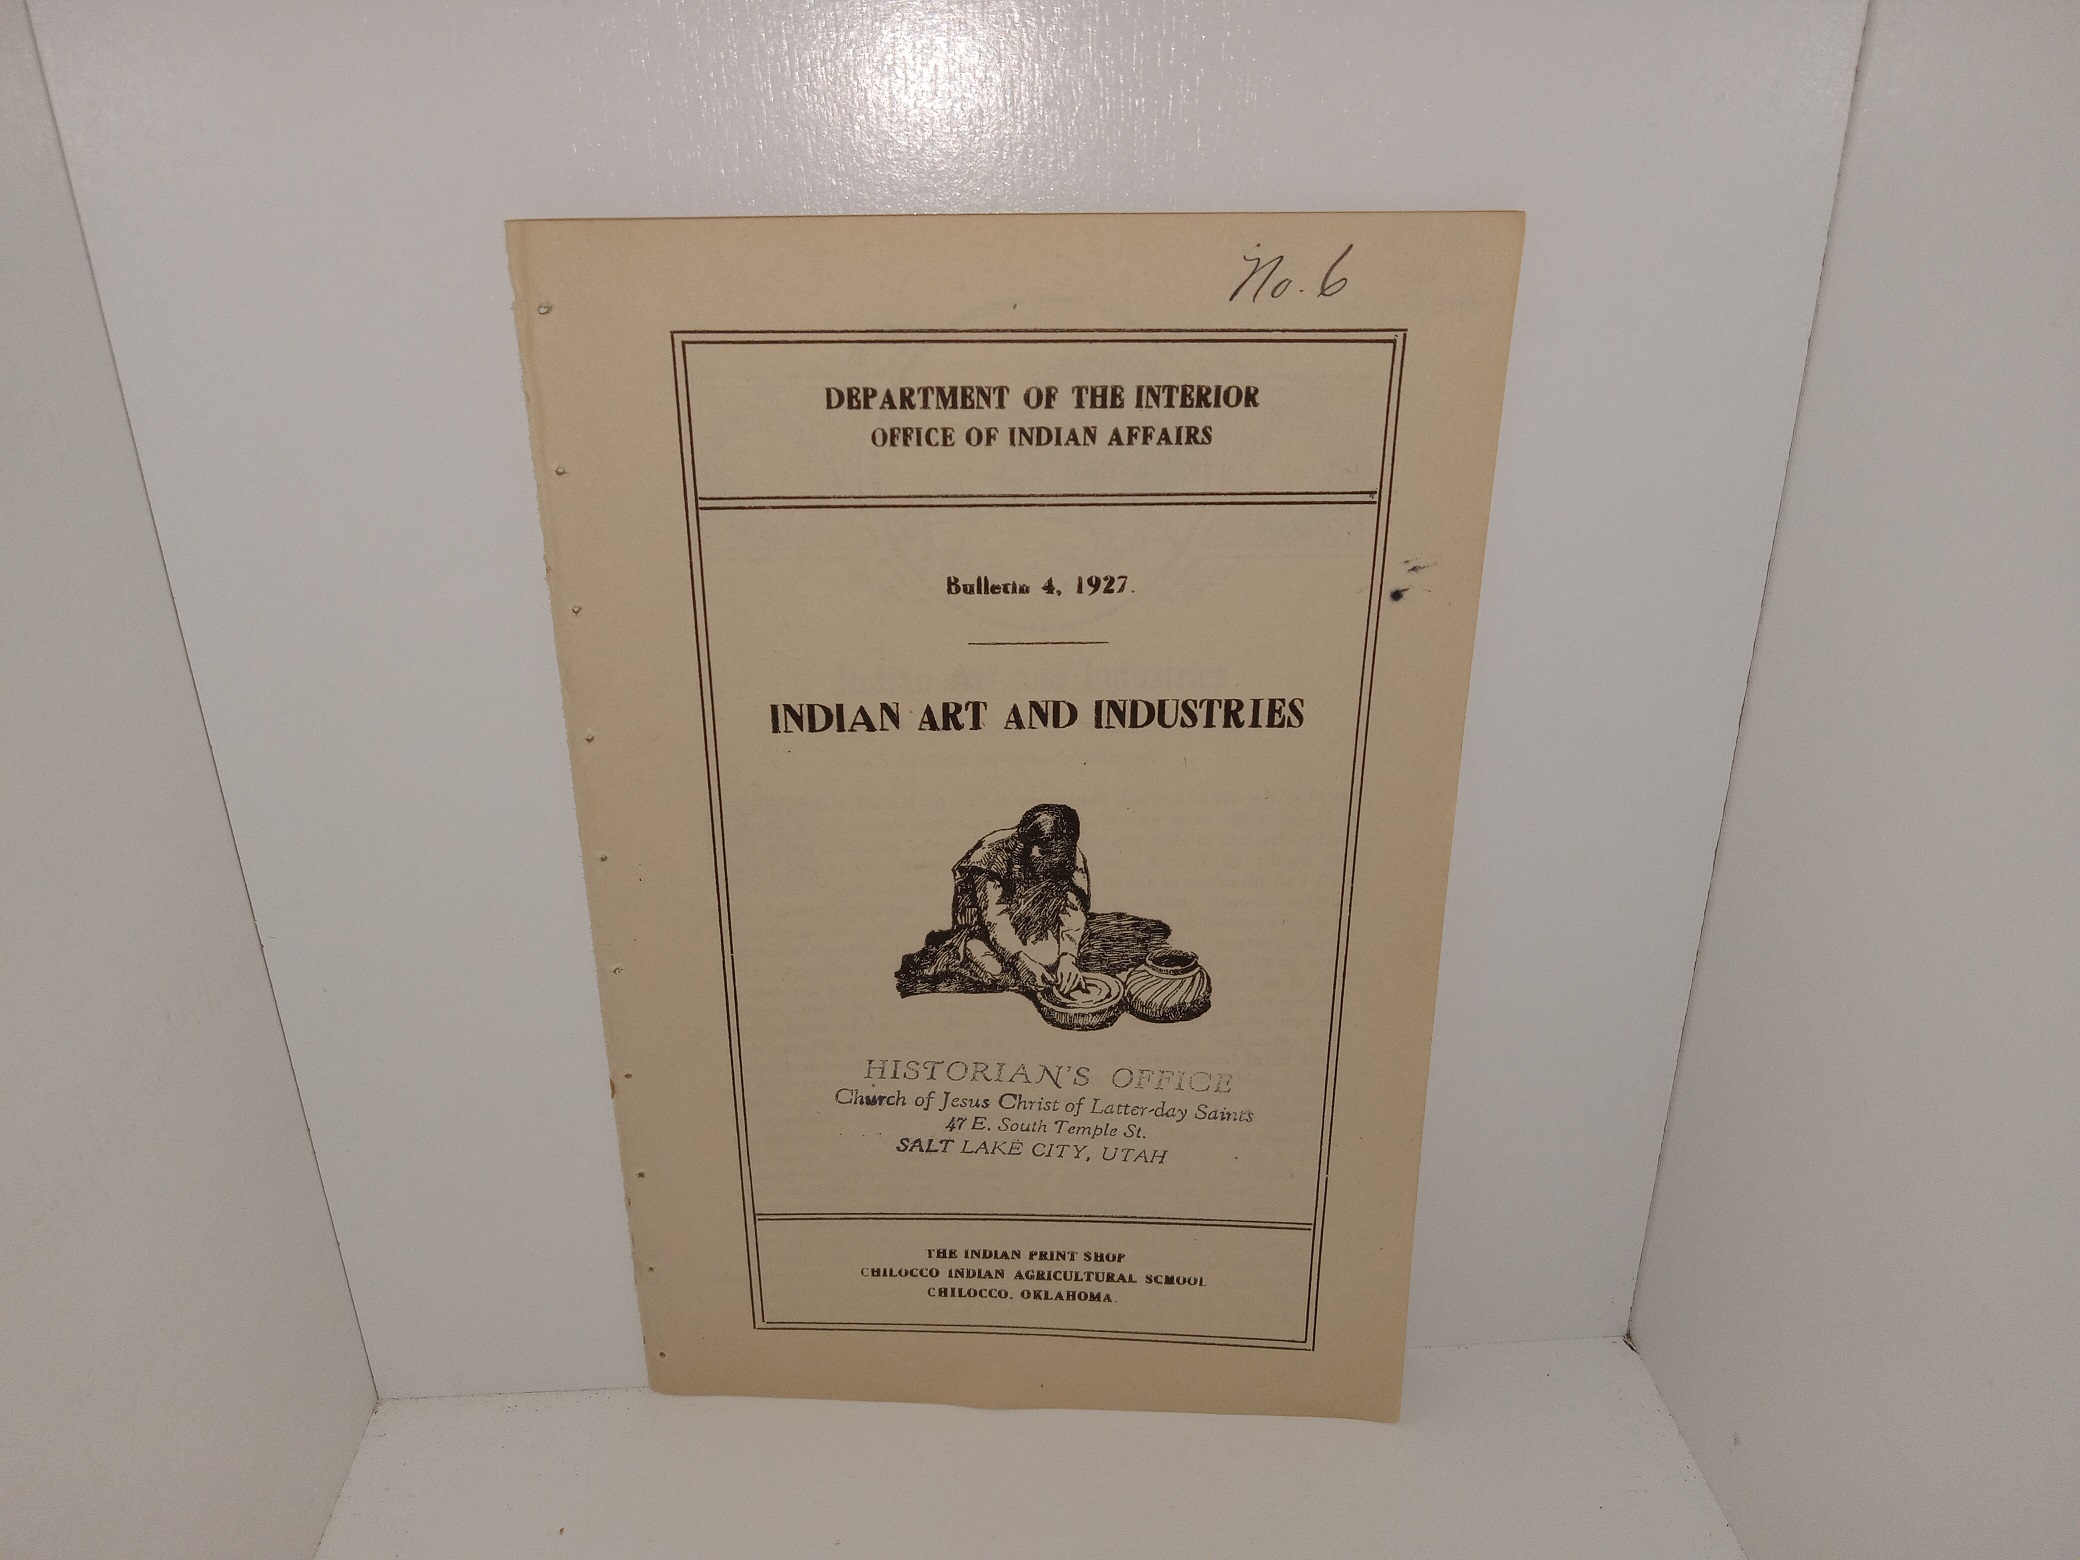 No. 6
DEPARTMENT OF THE INTERIOR
OFFICE OF INDIAN AFFAIRS
Bulletin 4, 1927.
INDIAN ART AND INDUSTRIES
HISTORIAN'S OFFICE
Church of Jesus Christ of Latter-day Saints
47 E. South Temple St.
SALT LAKE CITY, UTAH
THE INDIAN PRINT SHOP
CHILOCCO INDIAN AGRICULTURAL SCHOOL
CHILOCCO, OKLAHOMA.